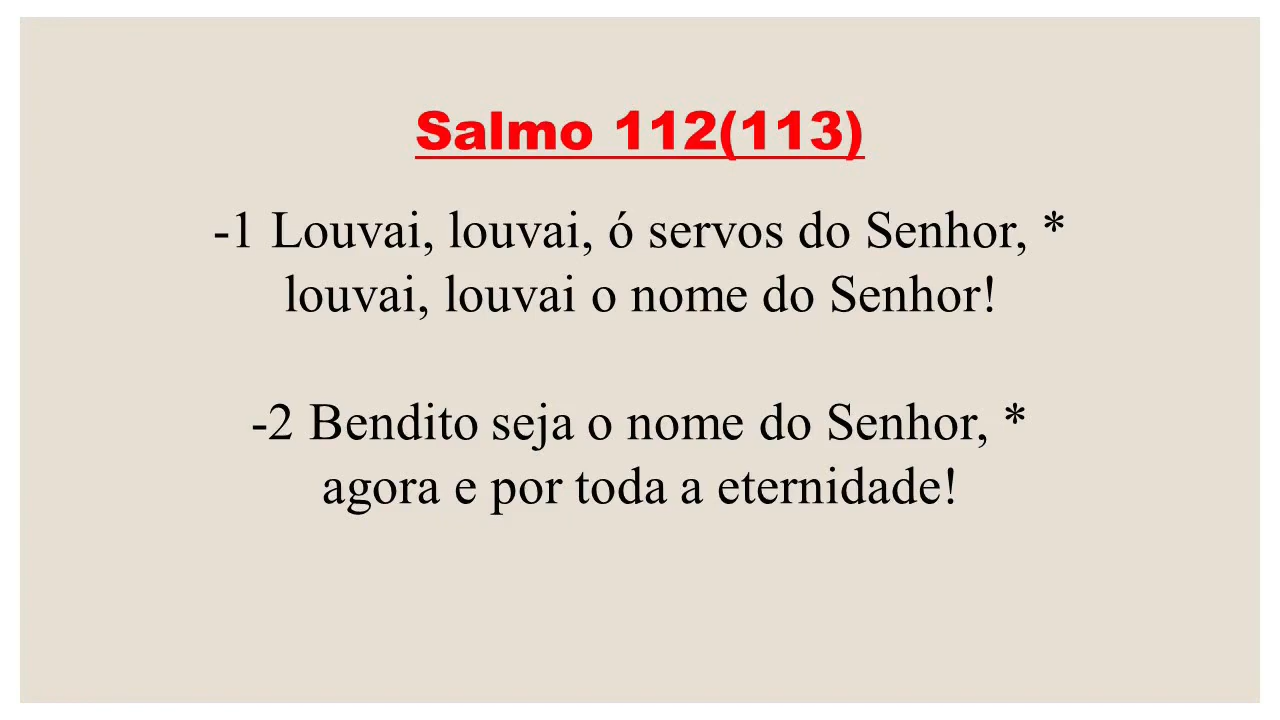 Salmo 112(113)
-1 Louvai, louvai, ó servos do Senhor, *
louvai, louvai o nome do Senhor!
-2 Bendito seja o nome do Senhor, *
agora e por toda a eternidade!